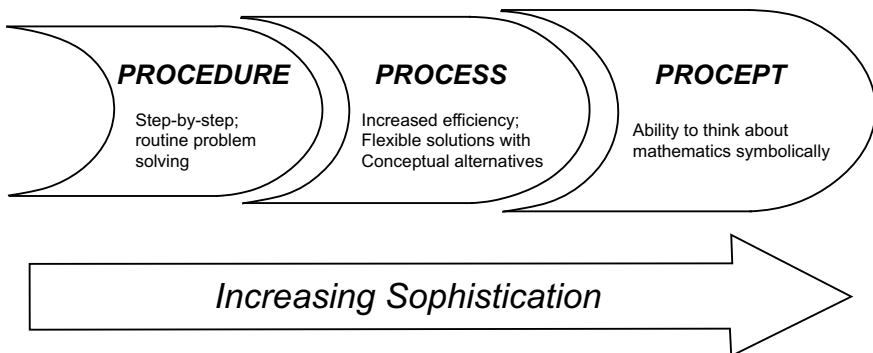 PROCEDURE
Step-by-step;
routine problem
solving
PROCESS
Increased efficiency;
Flexible solutions with
Conceptual alternatives
PROCEPT
Ability to think about
mathematics symbolically
Increasing Sophistication